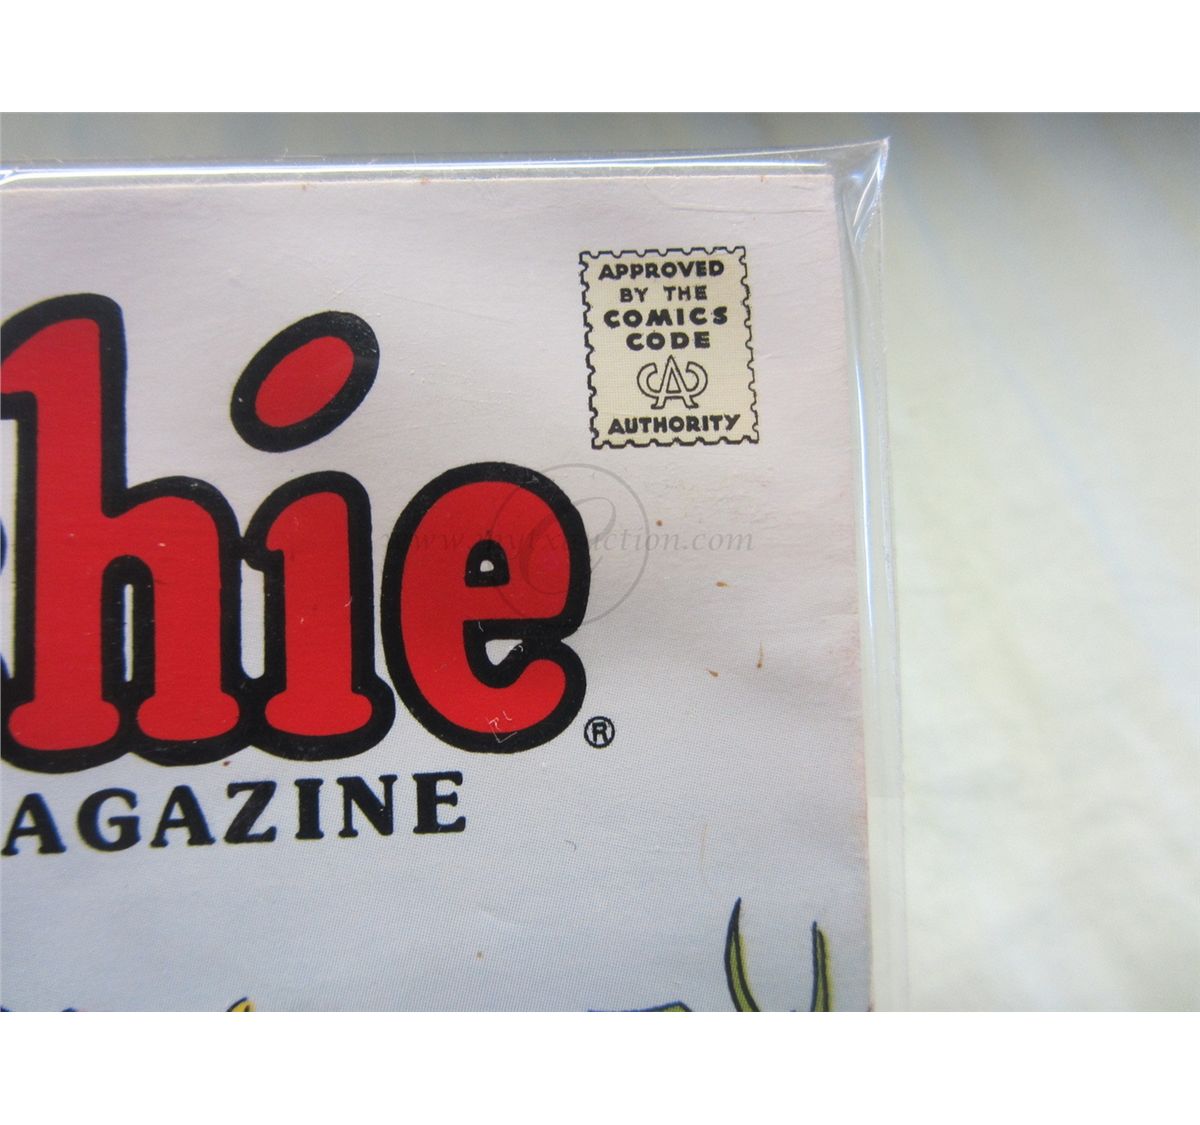 APPROVED
BY THE
COMICS
CODE
CA
AUTHORITY
hie
®
AGAZINE